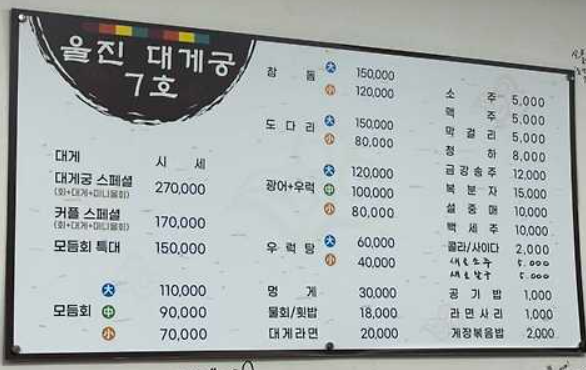 울진 대게궁
7호
대게 시 세
대게궁 스페셜 270,000
(회+대게+미니물회)
커플 스페셜 170,000
(회+대게+미니물회)
모듬회 특대 150,000
모듬회 大 110,000
中 90,000
小 70,000
참 돔 大 150,000
小 120,000
도 다 리 大 150,000
小 80,000
광어+우럭 大 120,000
中 100,000
小 80,000
우 럭 탕 大 60,000
小 40,000
멍 게 30,000
물회/횟밥 18,000
대게라면 20,000
소 주 5,000
맥 주 5,000
막 걸 리 5,000
청 하 8,000
금 강 송 주 12,000
복 분 자 15,000
설 중 매 10,000
백 세 주 10,000
콜라/사이다 2,000
새로소주 5.000
새로살구 5.000
공 기 밥 1,000
라 면 사 리 1,000
게장볶음밥 2,000